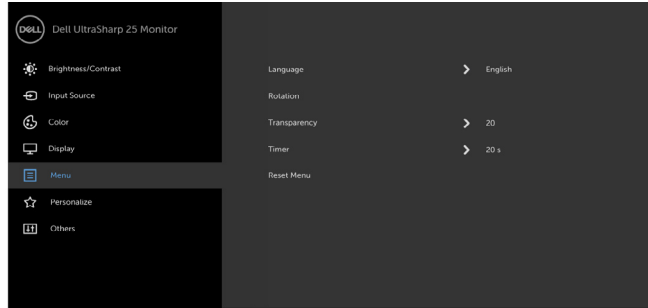 DELL Dell UltraSharp 25 Monitor
Brightness/Contrast
Language English
Input Source
Rotation
Color
Transparency 20
Display
Timer 20 s
Menu
Reset Menu
Personalize
Others